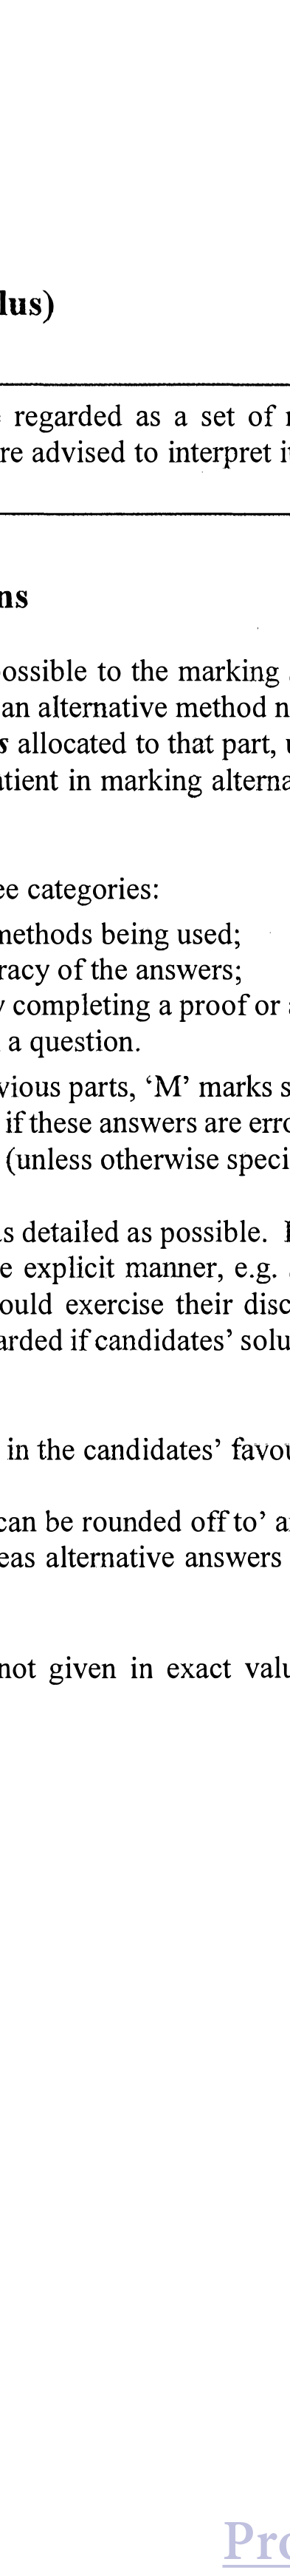 lus)
regarded as a set of
re advised to interpret
ns
ossible to the marking
an alternative method
s allocated to that part,
tient in marking alterna
ee categories:
methods being used;
racy of the answers;
completing a proof or
a question.
vious parts, ‘M’ marks s
if these answers are erro
(unless otherwise speci
s detailed as possible.
e explicit manner, e.g.
ould exercise their disc
arded if candidates’ solu
in the candidates’ favou
can be rounded off to’ a
eas alternative answers
not given in exact valu
Pro